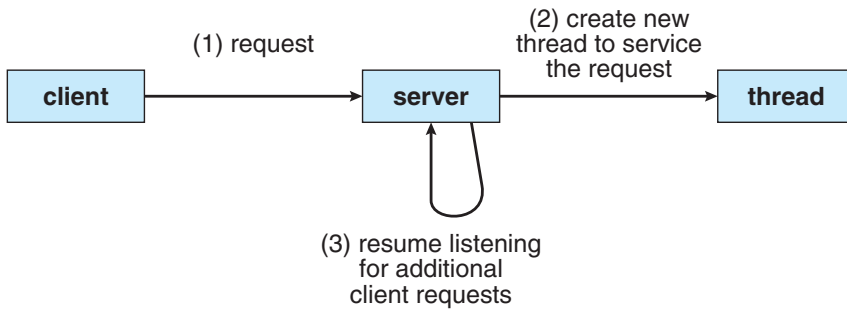 (1) request
(2) create new
thread to service
the request
client
server
thread
(3) resume listening
for additional
client requests